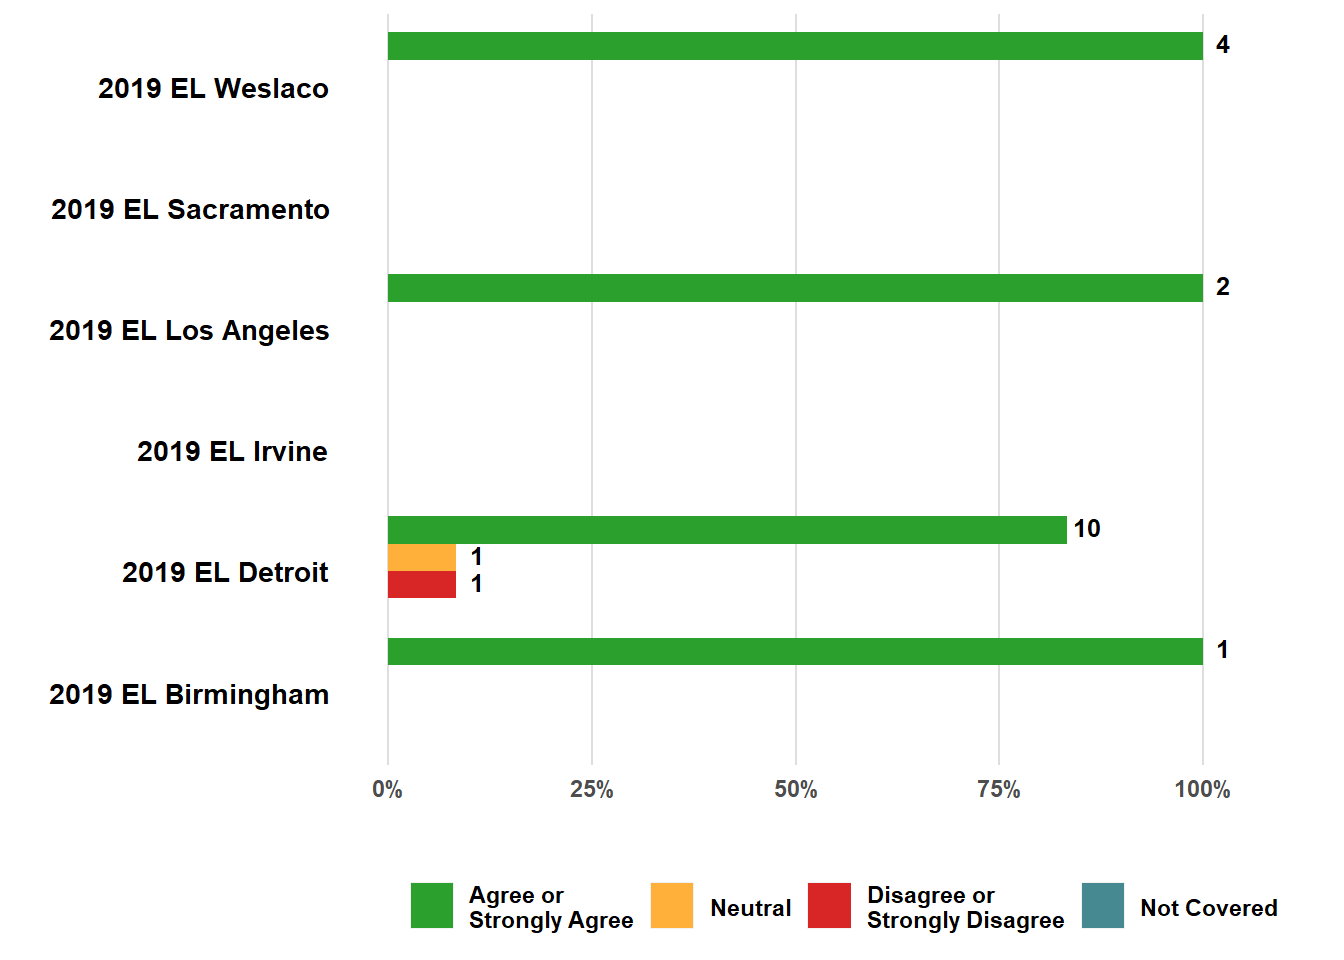 4
2019 EL Weslaco
2019 EL Sacramento
2
2019 EL Los Angeles
2019 EL Irvine
10
1
2019 EL Detroit
1
1
2019 EL Birmingham
0% 25% 50% 75% 100%
Agree or
Strongly Agree
Neutral
Disagree or
Strongly Disagree
Not Covered